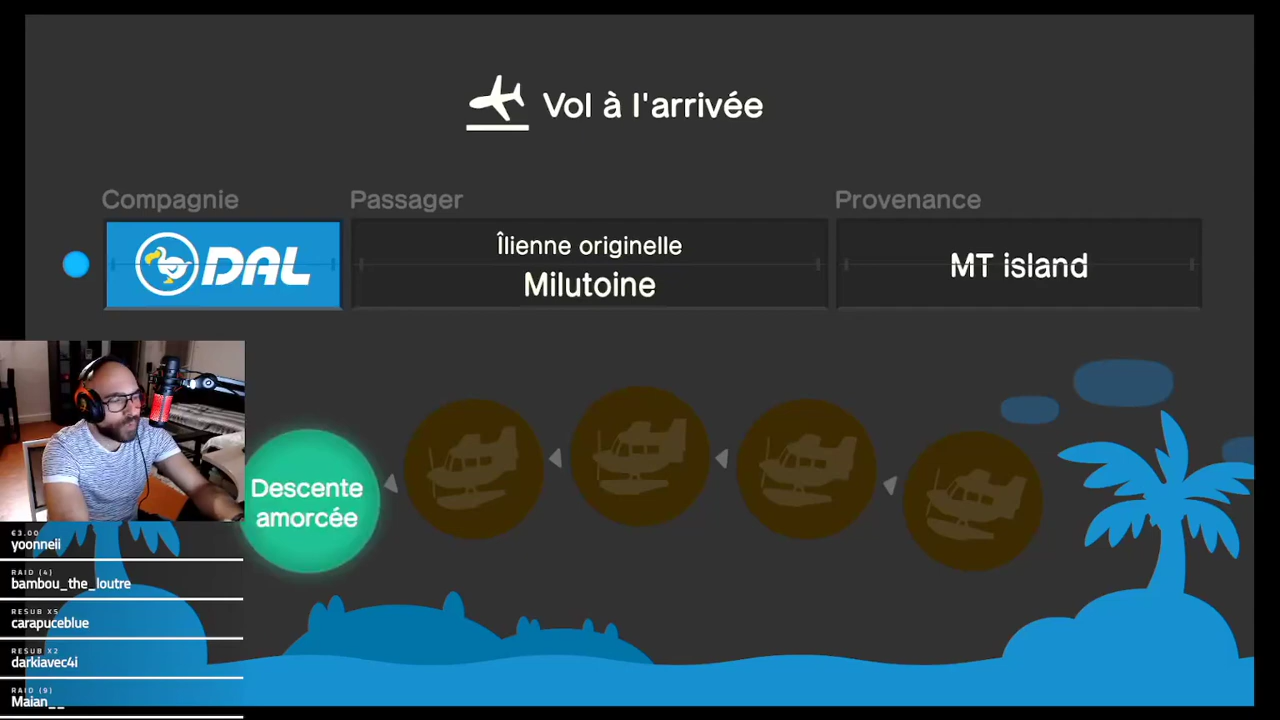 Vol à l'arrivée
Compagnie
Passager
Provenance
DAL
Îlienne originelle
Milutoine
MT island
Descente
amorcée
€3.00
yoonneii
RAID (4)
bambou_the_loutre
RESUB X5
carapuceblue
RESUB X2
darkiavec4i
RAID (9)
Maian__